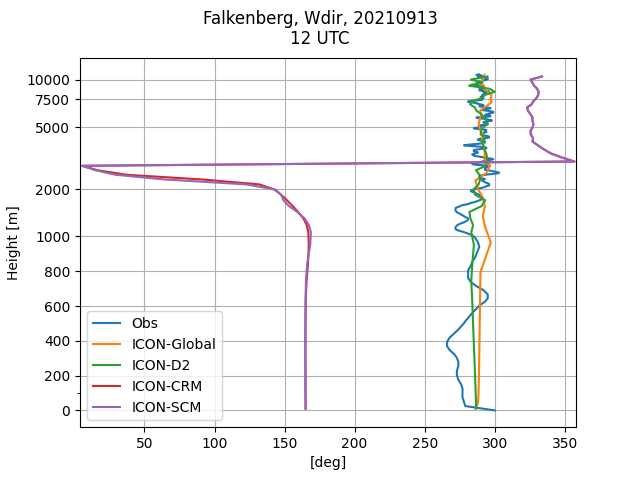 Falkenberg, Wdir, 20210913
12 UTC
Height [m]
10000
7500
5000
2000
1000
800
600
400
200
0
Obs
ICON-Global
ICON-D2
ICON-CRM
ICON-SCM
50
100
150
200
250
300
350
[deg]